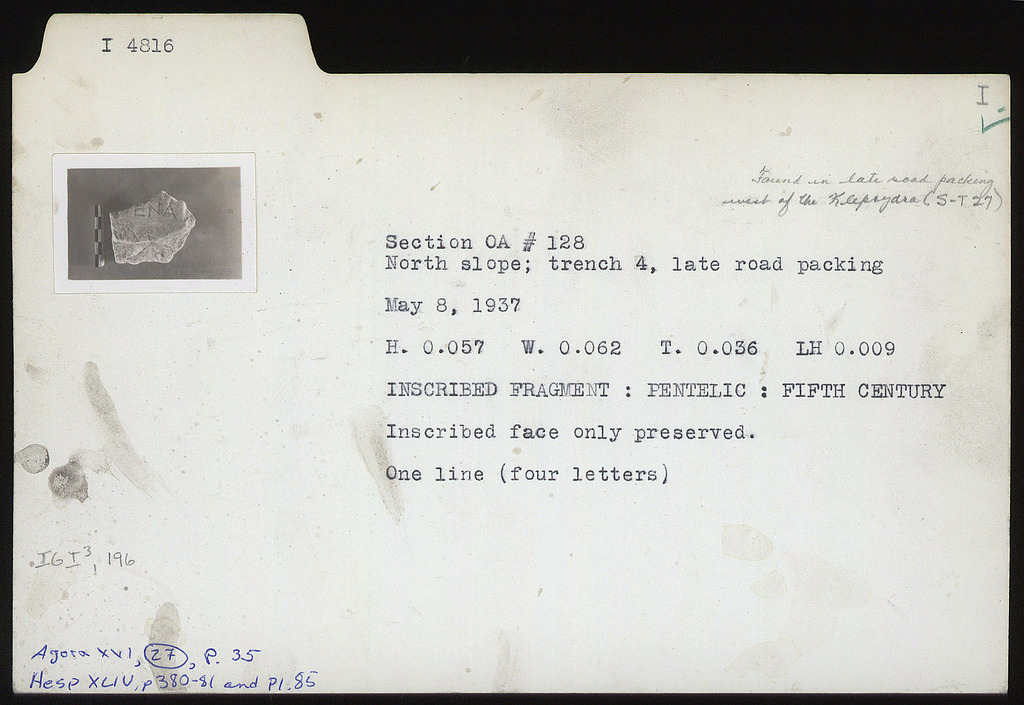 I 4816
I
Found in late road packing
west of the Klepsydra (S-T 27)
ENA
Section OA # 128
North slope; trench 4, late road packing
May 8, 1937
H. 0.057 W. 0.062 T. 0.036 LH 0.009
INSCRIBED FRAGMENT : PENTELIC : FIFTH CENTURY
Inscribed face only preserved.
One line (four letters)
IG I³, 196
Agora XVI, 27, p. 35
Hesp XLIV, p 380-81 and pl. 85